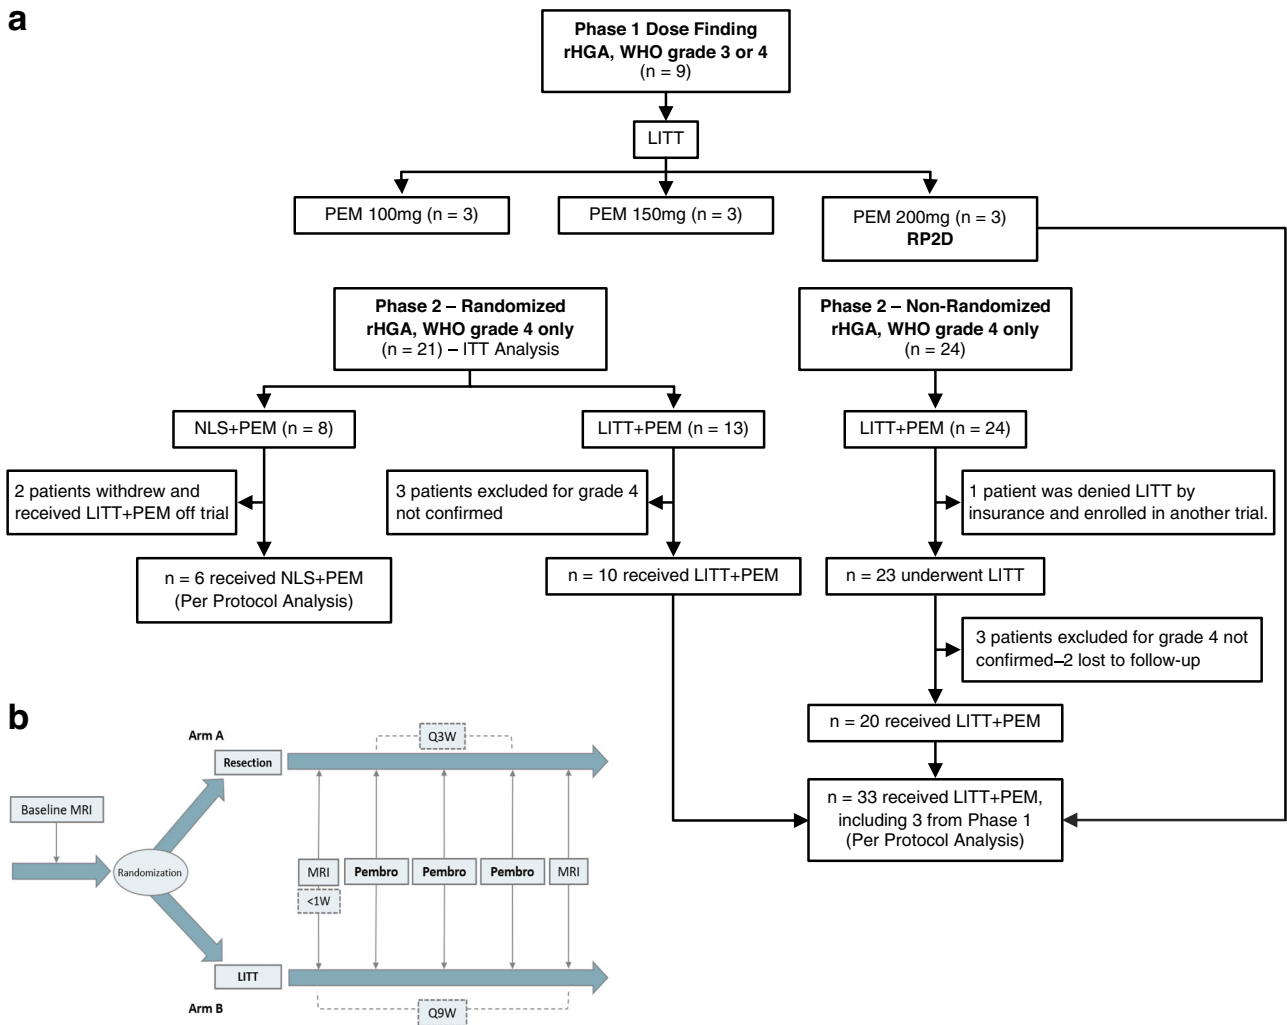 a
Phase 1 Dose Finding
rHGA, WHO grade 3 or 4
(n = 9)
LITT
PEM 100mg (n = 3)
PEM 150mg (n = 3)
PEM 200mg (n = 3)
RP2D
Phase 2 – Randomized
rHGA, WHO grade 4 only
(n = 21) – ITT Analysis
Phase 2 – Non-Randomized
rHGA, WHO grade 4 only
(n = 24)
NLS+PEM (n = 8)
LITT+PEM (n = 13)
LITT+PEM (n = 24)
2 patients withdrew and
received LITT+PEM off trial
3 patients excluded for grade 4
not confirmed
1 patient was denied LITT by
insurance and enrolled in another trial.
n = 6 received NLS+PEM
(Per Protocol Analysis)
n = 10 received LITT+PEM
n = 23 underwent LITT
3 patients excluded for grade 4 not
confirmed–2 lost to follow-up
n = 20 received LITT+PEM
n = 33 received LITT+PEM,
including 3 from Phase 1
(Per Protocol Analysis)
b
Arm A
Resection
Q3W
Baseline MRI
Randomization
MRI
<1W
Pembro
Pembro
Pembro
MRI
LITT
Arm B
Q9W